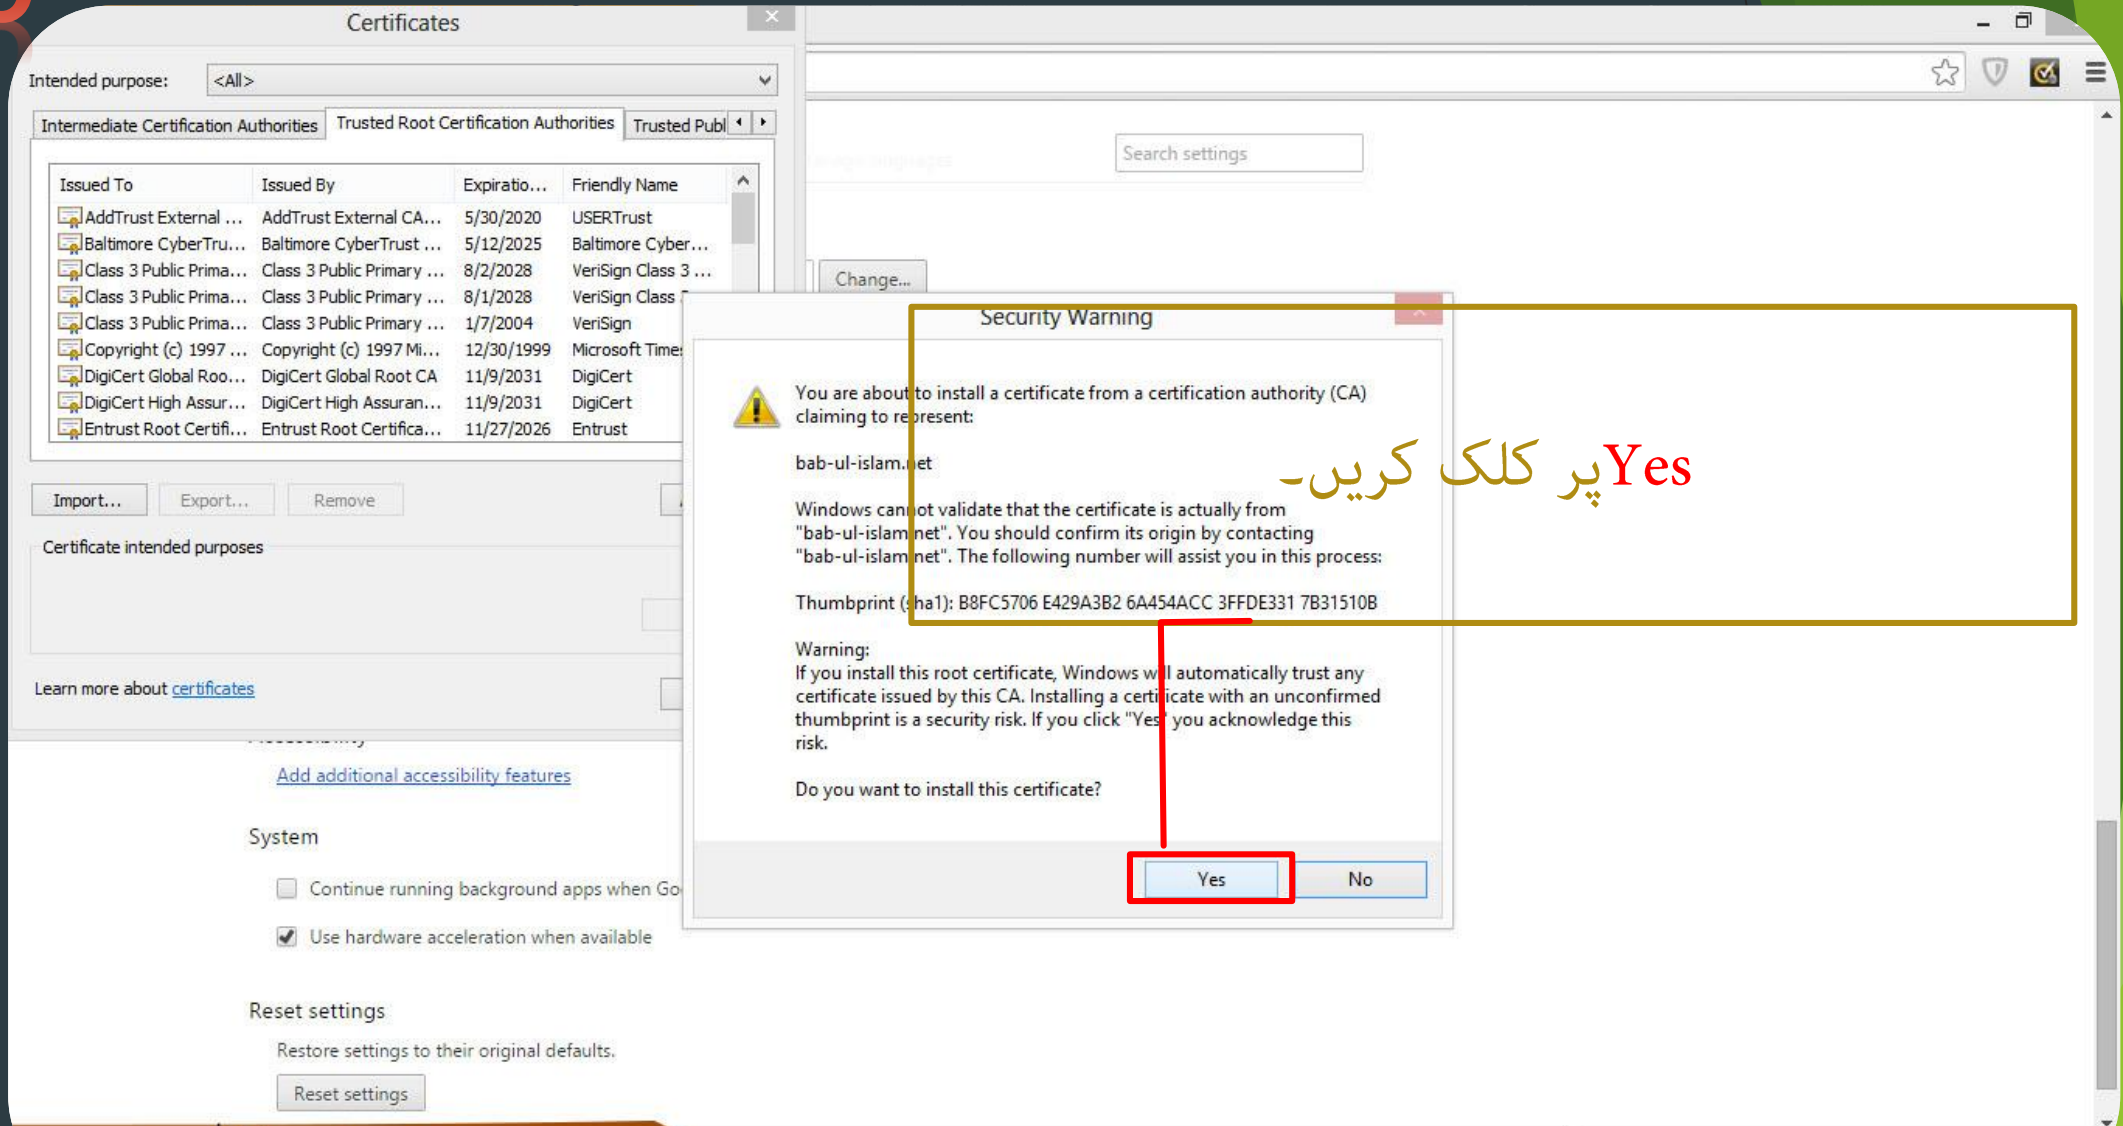 Certificates
Intended purpose: <All>
Intermediate Certification Authorities Trusted Root Certification Authorities Trusted Publ
Issued To Issued By Expiratio... Friendly Name
AddTrust External ... AddTrust External CA... 5/30/2020 USERTrust
Baltimore CyberTru... Baltimore CyberTrust ... 5/12/2025 Baltimore Cyber...
Class 3 Public Prima... Class 3 Public Primary ... 8/2/2028 VeriSign Class 3 ...
Class 3 Public Prima... Class 3 Public Primary ... 8/1/2028 VeriSign Class
Class 3 Public Prima... Class 3 Public Primary ... 1/7/2004 VeriSign
Copyright (c) 1997 ... Copyright (c) 1997 Mi... 12/30/1999 Microsoft Time
DigiCert Global Roo... DigiCert Global Root CA 11/9/2031 DigiCert
DigiCert High Assur... DigiCert High Assuran... 11/9/2031 DigiCert
Entrust Root Certifi... Entrust Root Certifica... 11/27/2026 Entrust
Import... Export... Remove
Certificate intended purposes
Learn more about certificates
Search settings
Change...
Security Warning
You are about to install a certificate from a certification authority (CA)
claiming to represent:
bab-ul-islam.net
Windows cannot validate that the certificate is actually from
"bab-ul-islam.net". You should confirm its origin by contacting
"bab-ul-islam.net". The following number will assist you in this process:
Thumbprint (sha1): B8FC5706 E429A3B2 6A454ACC 3FFDE331 7B31510B
Warning:
If you install this root certificate, Windows will automatically trust any
certificate issued by this CA. Installing a certificate with an unconfirmed
thumbprint is a security risk. If you click "Yes" you acknowledge this
risk.
Do you want to install this certificate?
Yes No
Yesپر کلک کریں۔
Add additional accessibility features
System
Continue running background apps when Go
Use hardware acceleration when available
Reset settings
Restore settings to their original defaults.
Reset settings